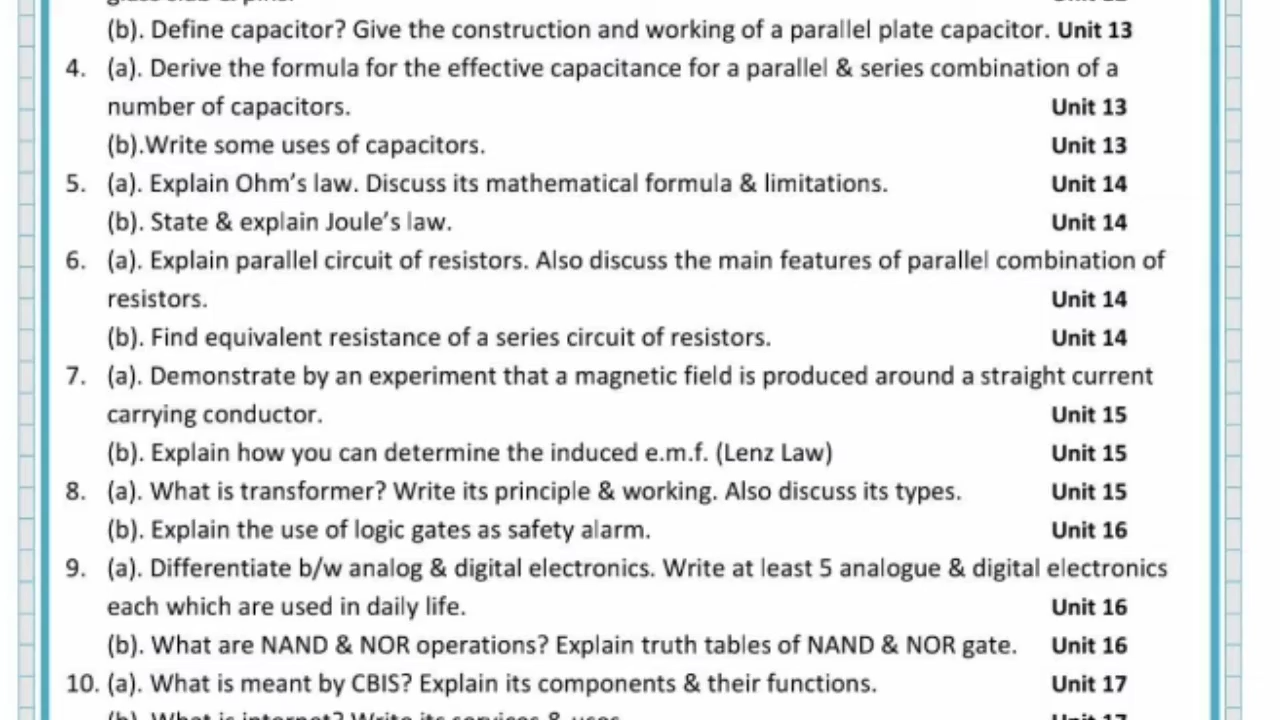 (b). Define capacitor? Give the construction and working of a parallel plate capacitor. Unit 13
4. (a). Derive the formula for the effective capacitance for a parallel & series combination of a
number of capacitors. Unit 13
(b).Write some uses of capacitors. Unit 13
5. (a). Explain Ohm's law. Discuss its mathematical formula & limitations. Unit 14
(b). State & explain Joule's law. Unit 14
6. (a). Explain parallel circuit of resistors. Also discuss the main features of parallel combination of
resistors. Unit 14
(b). Find equivalent resistance of a series circuit of resistors. Unit 14
7. (a). Demonstrate by an experiment that a magnetic field is produced around a straight current
carrying conductor. Unit 15
(b). Explain how you can determine the induced e.m.f. (Lenz Law) Unit 15
8. (a). What is transformer? Write its principle & working. Also discuss its types. Unit 15
(b). Explain the use of logic gates as safety alarm. Unit 16
9. (a). Differentiate b/w analog & digital electronics. Write at least 5 analogue & digital electronics
each which are used in daily life. Unit 16
(b). What are NAND & NOR operations? Explain truth tables of NAND & NOR gate. Unit 16
10. (a). What is meant by CBIS? Explain its components & their functions. Unit 17
(b). What is internet? Write its services & uses. Unit 17